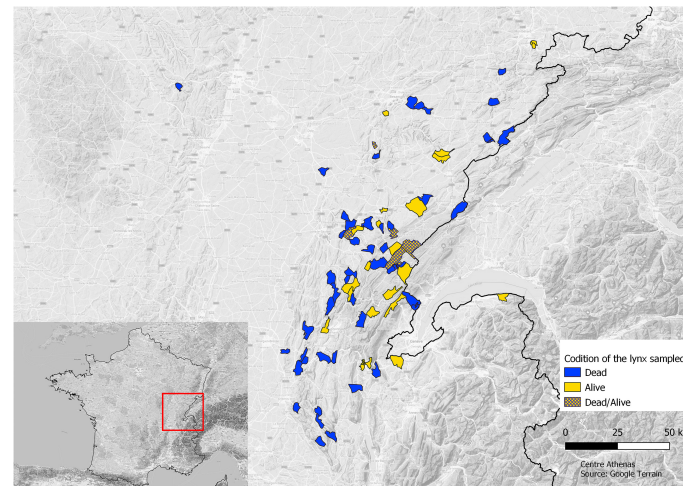 Codition of the lynx sampled
Dead
Alive
Dead/Alive
0 25 50 k
Centre Athenas
Source: Google Terrain